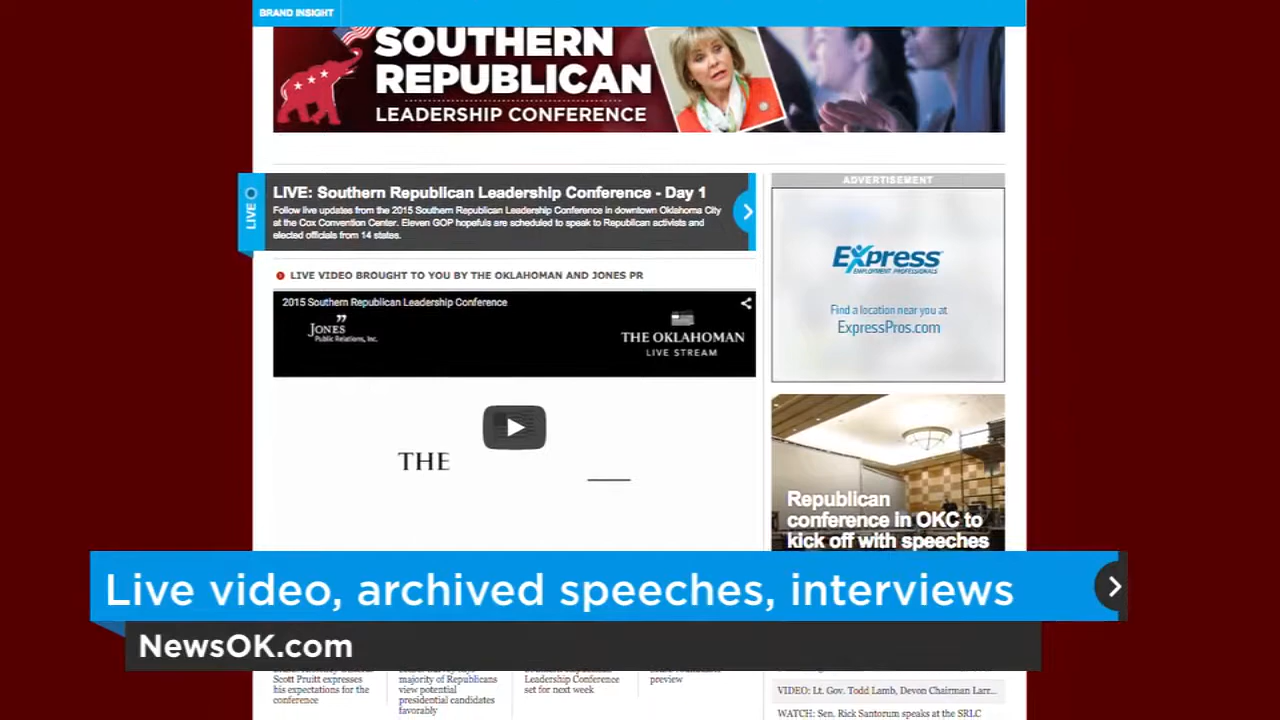 BRAND INSIGHT
SOUTHERN
REPUBLICAN
LEADERSHIP CONFERENCE
LIVE
LIVE: Southern Republican Leadership Conference - Day 1
Follow live updates from the 2015 Southern Republican Leadership Conference in downtown Oklahoma City
at the Cox Convention Center. Eleven GOP hopefuls are scheduled to speak to Republican activists and
elected officials from 14 states.
LIVE VIDEO BROUGHT TO YOU BY THE OKLAHOMAN AND JONES PR
2015 Southern Republican Leadership Conference
JONES
Public Relations, Inc.
THE OKLAHOMAN
LIVE STREAM
THE
ADVERTISEMENT
Express
EMPLOYMENT PROFESSIONALS
Find a location near you at
ExpressPros.com
Republican
conference in OKC to
kick off with speeches
Live video, archived speeches, interviews
NewsOK.com
Scott Pruitt expresses
his expectations for the
conference
majority of Republicans
view potential
presidential candidates
favorably
Leadership Conference
set for next week
preview
VIDEO: Lt. Gov. Todd Lamb, Devon Chairman Larr...
WATCH: Sen. Rick Santorum speaks at the SRLC